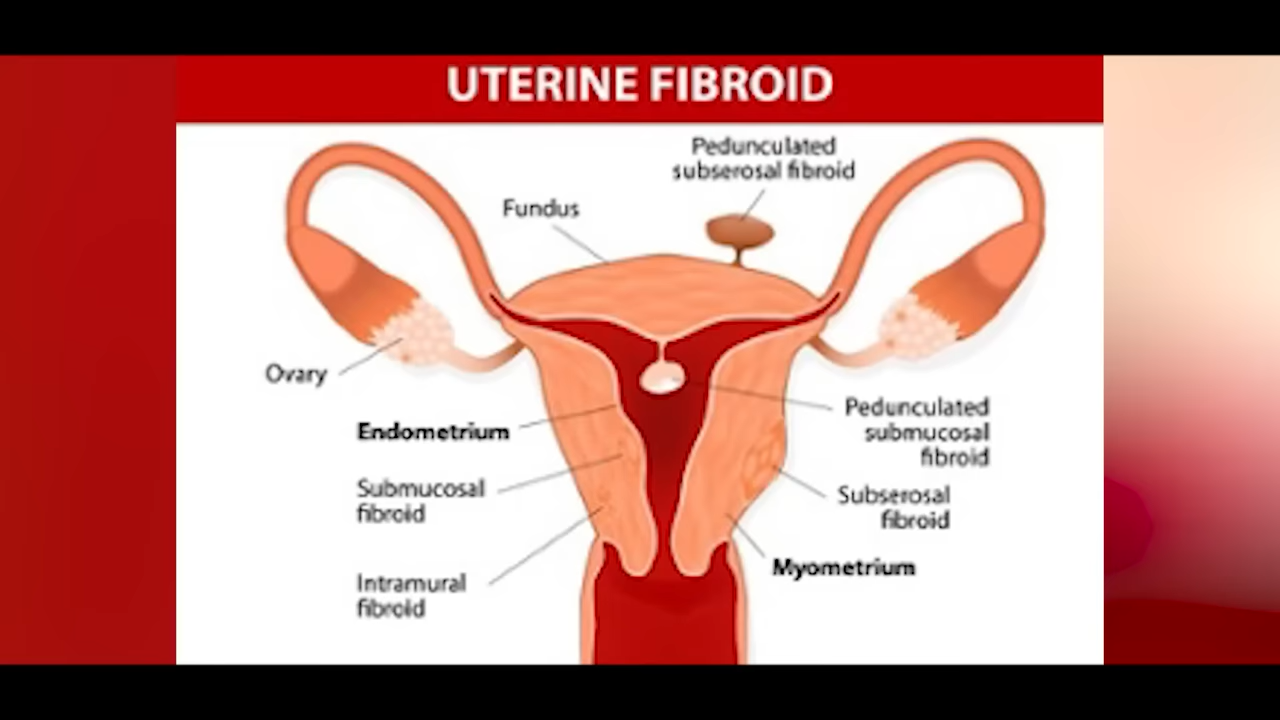 UTERINE FIBROID
Pedunculated
subserosal fibroid
Fundus
Ovary
Endometrium
Submucosal
fibroid
Intramural
fibroid
Pedunculated
submucosal
fibroid
Subserosal
fibroid
Myometrium